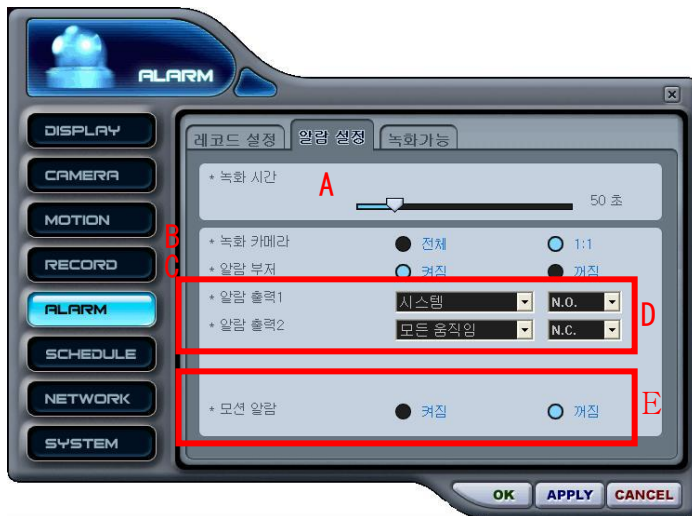 ALARM
DISPLAY
CAMERA
MOTION
RECORD
ALARM
SCHEDULE
NETWORK
SYSTEM
레코드 설정 알람 설정 녹화가능
* 녹화 시간 A 50 초
B * 녹화 카메라 전체 1:1
C * 알람 부저 켜짐 꺼짐
* 알람 출력1 시스템 N.O.
D
* 알람 출력2 모든 움직임 N.C.
* 모션 알람 켜짐 꺼짐 E
OK APPLY CANCEL